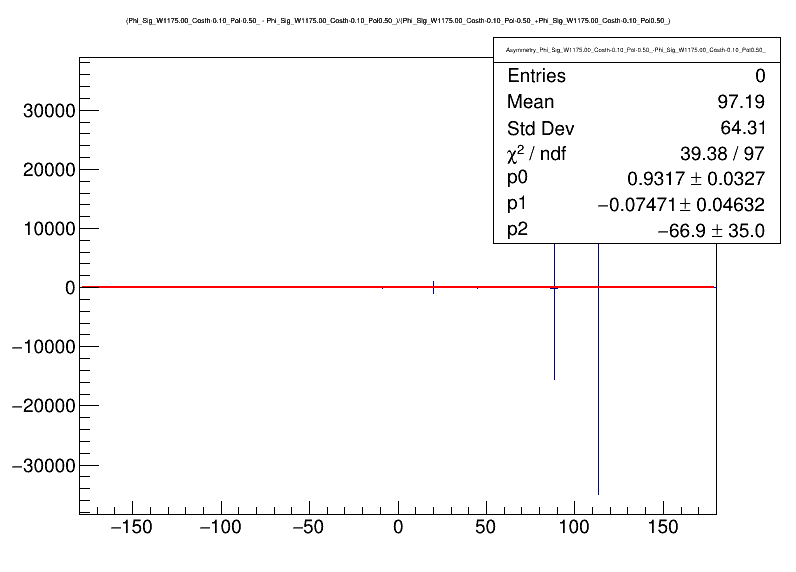 (Phi_Sig_W1175.00_Costh-0.10_Pol-0.50_ - Phi_Sig_W1175.00_Costh-0.10_Pol0.50_)/(Phi_Sig_W1175.00_Costh-0.10_Pol-0.50_+Phi_Sig_W1175.00_Costh-0.10_Pol0.50_)
Asymmetry_Phi_Sig_W1175.00_Costh-0.10_Pol-0.50_-Phi_Sig_W1175.00_Costh-0.10_Pol0.50_
Entries 0
Mean 97.19
Std Dev 64.31
χ² / ndf 39.38 / 97
p0 0.9317 ± 0.0327
p1 −0.07471 ± 0.04632
p2 −66.9 ± 35.0
30000
20000
10000
0
−10000
−20000
−30000
−150 −100 −50 0 50 100 150